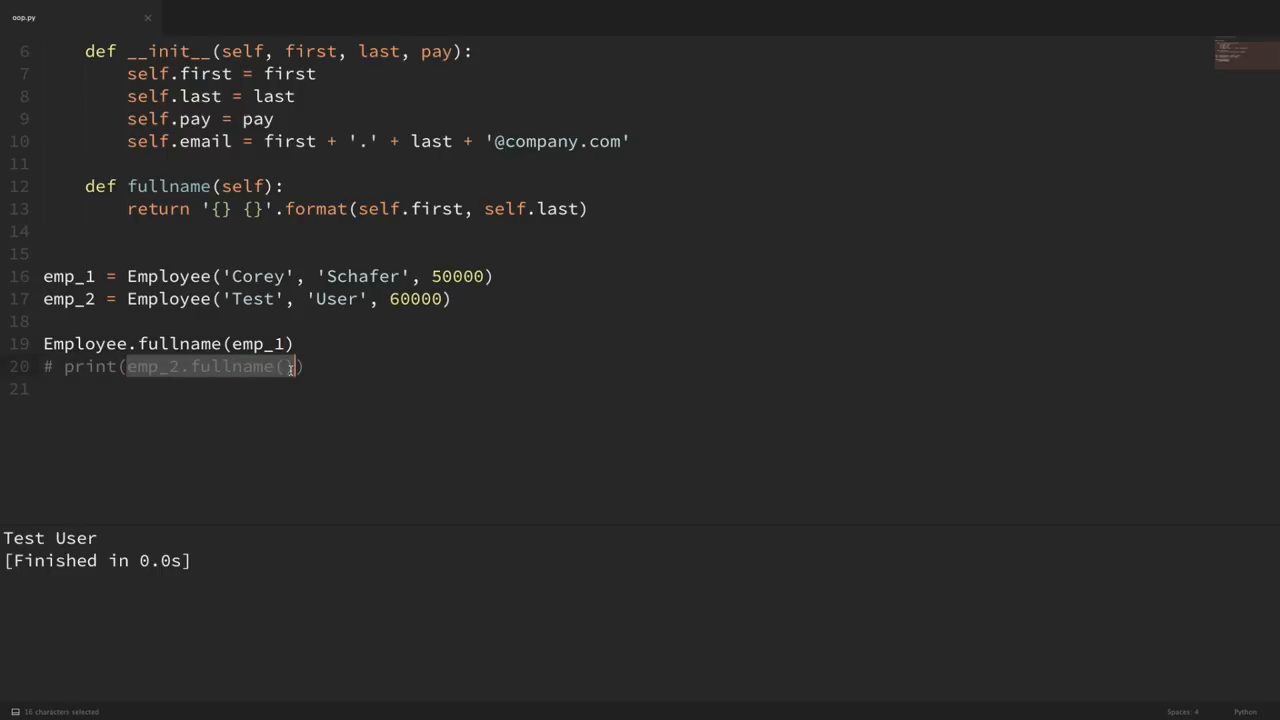 oop.py ×
6 def __init__(self, first, last, pay):
7 self.first = first
8 self.last = last
9 self.pay = pay
10 self.email = first + '.' + last + '@company.com'
11
12 def fullname(self):
13 return '{} {}'.format(self.first, self.last)
14
15
16 emp_1 = Employee('Corey', 'Schafer', 50000)
17 emp_2 = Employee('Test', 'User', 60000)
18
19 Employee.fullname(emp_1)
20 # print(emp_2.fullname())
21
Test User
[Finished in 0.0s]
16 characters selected Spaces: 4 Python